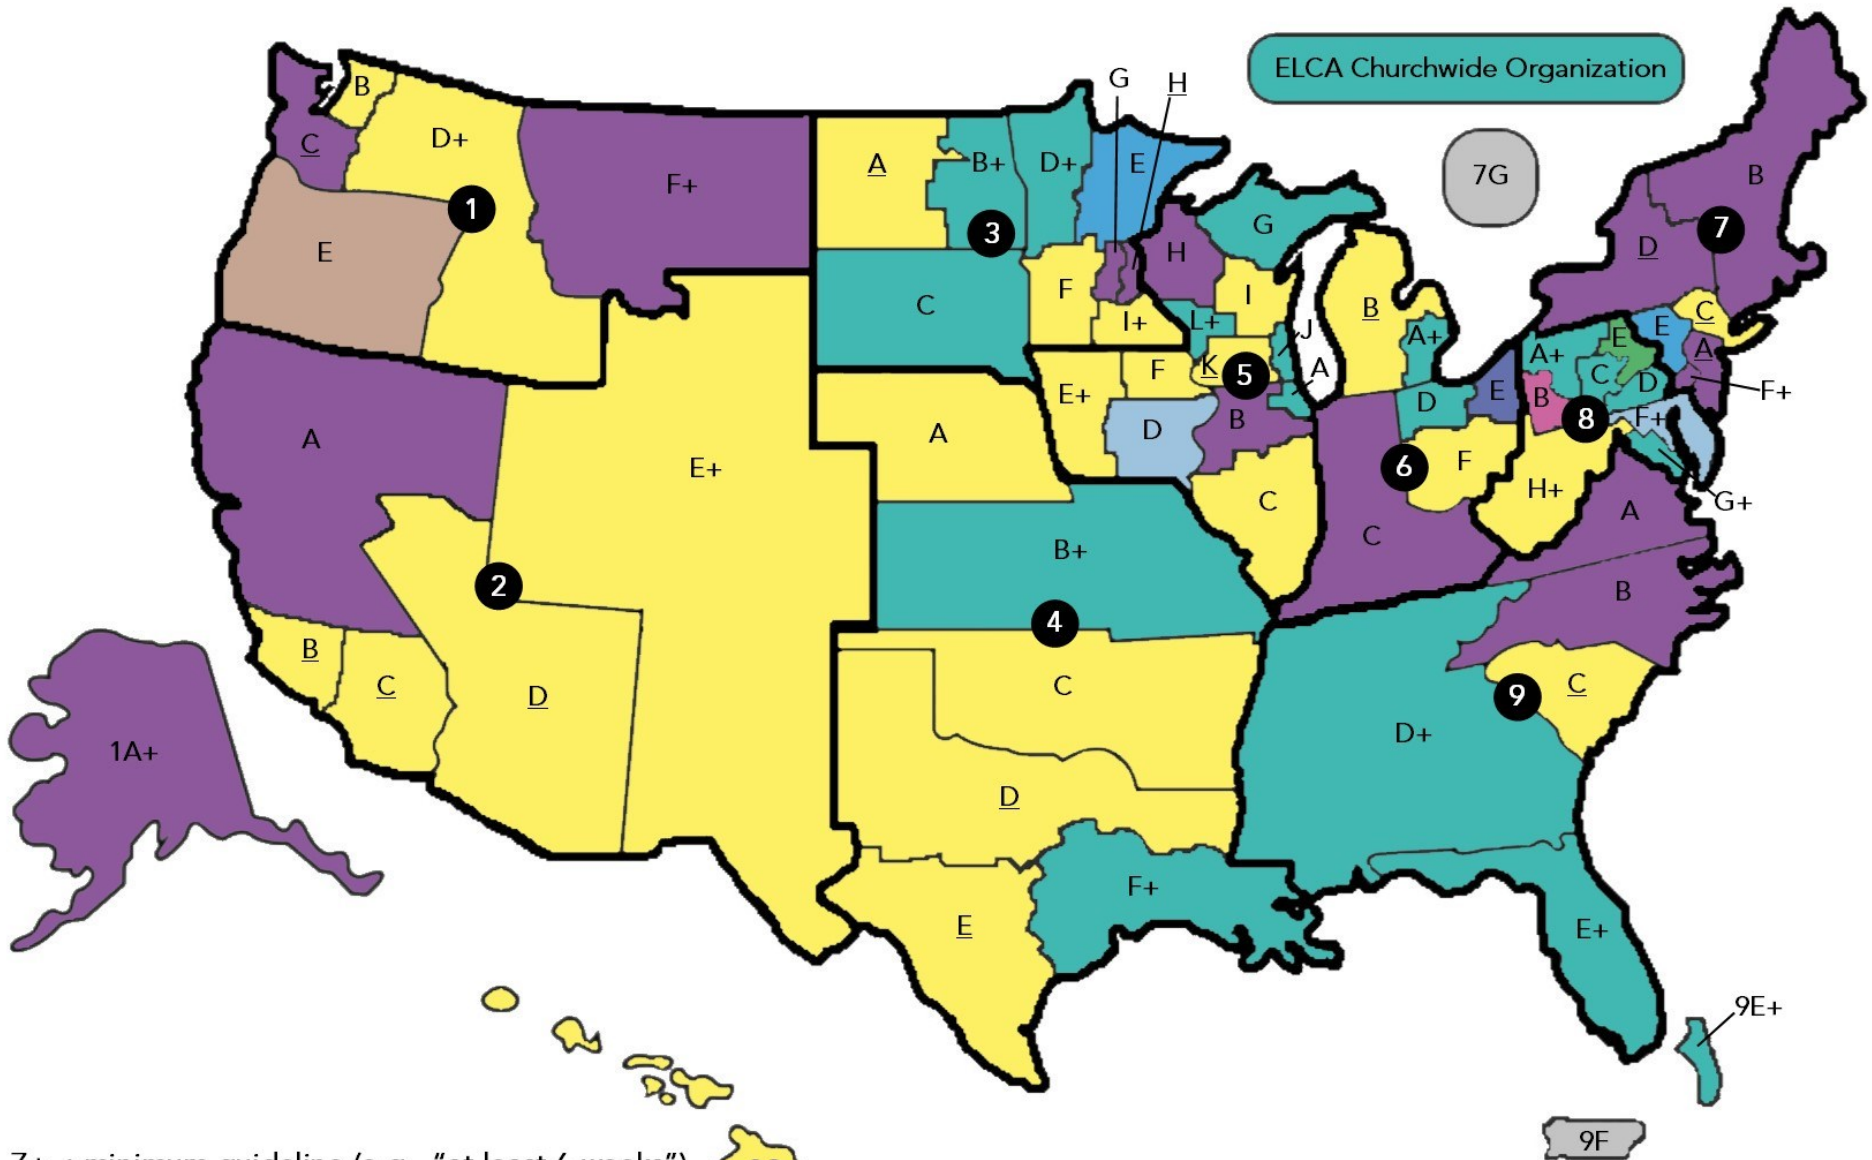 ELCA Churchwide Organization
7G
B
C
D+
F+
E
1
A
B+
D+
E
G
H
3
C
F
I+
G
H
I
L+
J
K
5
A
B
A+
B
7
D
C
A+
E
E
A
C
D
F+
B
8
F+
G+
A
E+
2
B
C
D
A
E+
F
D
B
C
B+
4
C
D
E
F+
D
E
6
F
C
H+
A
B
C
9
D+
E+
9E+
9F
1A+